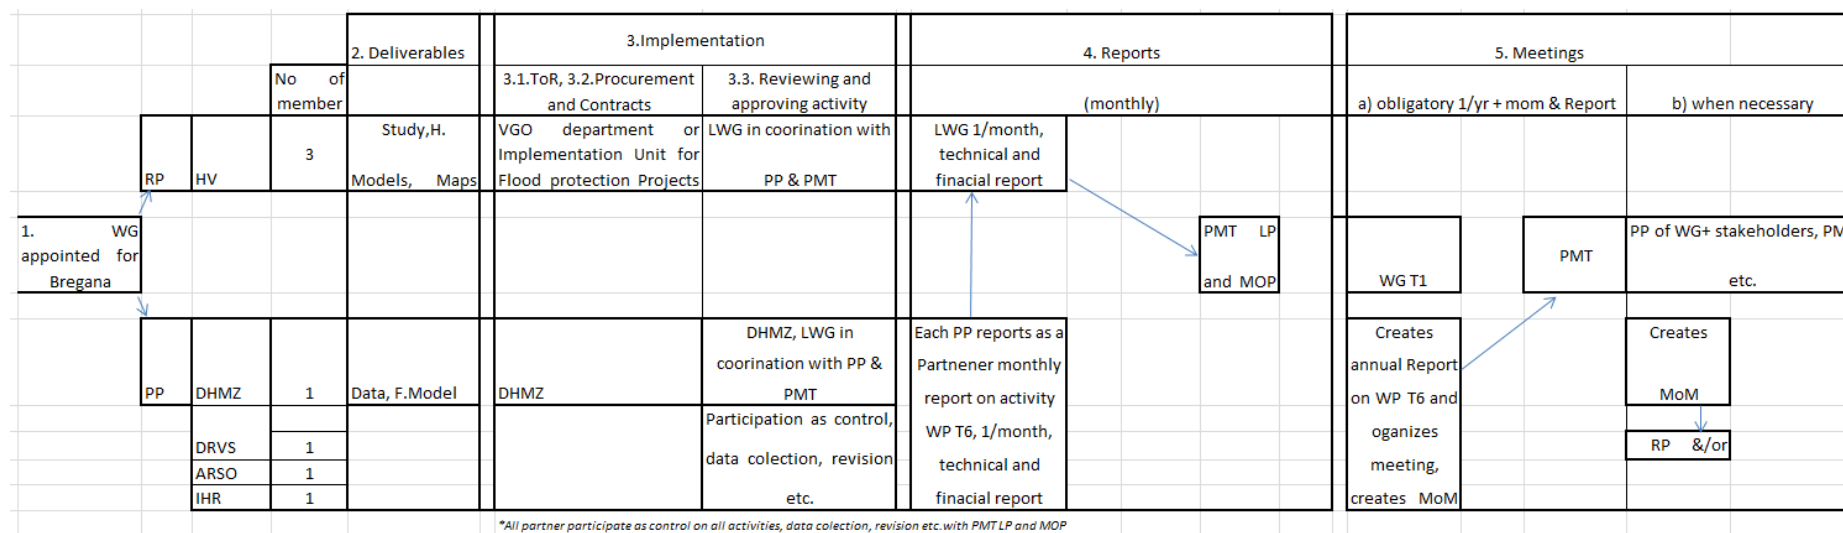 2. Deliverables
3.Implementation
4. Reports
5. Meetings
No of
member
3.1.ToR, 3.2.Procurement
and Contracts
3.3. Reviewing and
approving activity
(monthly)
a) obligatory 1/yr + mom & Report
b) when necessary
RP
HV
3
Study,H.
Models, Maps
VGO department or
Implementation Unit for
Flood protection Projects
LWG in coorination with
PP & PMT
LWG 1/month,
technical and
finacial report
1. WG
appointed for
Bregana
PMT LP
and MOP
WG T1
PMT
PP of WG+ stakeholders, PM
etc.
PP
DHMZ
1
Data, F.Model
DHMZ
DHMZ, LWG in
coorination with PP &
PMT
Each PP reports as a
Partnener monthly
report on activity
WP T6, 1/month,
technical and
finacial report
Creates
annual Report
on WP T6 and
oganizes
meeting,
creates MoM
Creates
MoM
RP &/or
DRVS
1
ARSO
1
IHR
1
Participation as control,
data colection, revision
etc.
*All partner participate as control on all activities, data colection, revision etc.with PMT LP and MOP